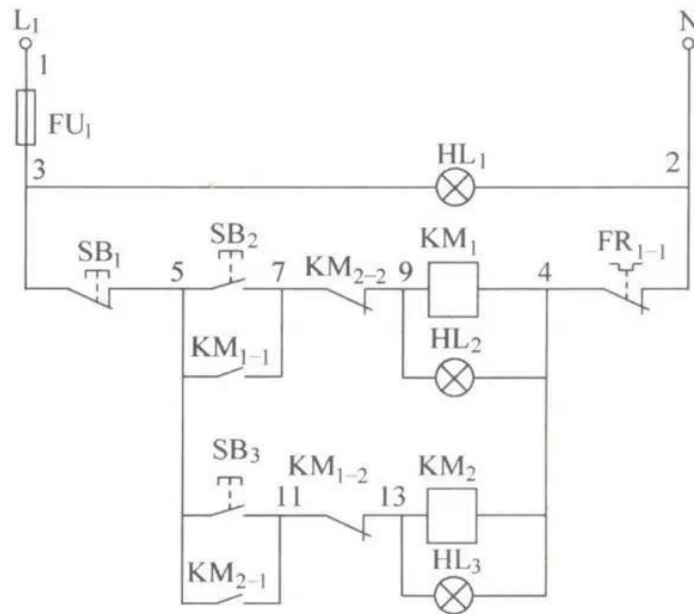 L₁ N
1
FU₁
3 HL₁ 2
SB₁ 5 SB₂ 7 KM₂₋₂ 9 KM₁ 4 FR₁₋₁
KM₁₋₁ HL₂
SB₃ 11 KM₁₋₂ 13 KM₂
KM₂₋₁ HL₃